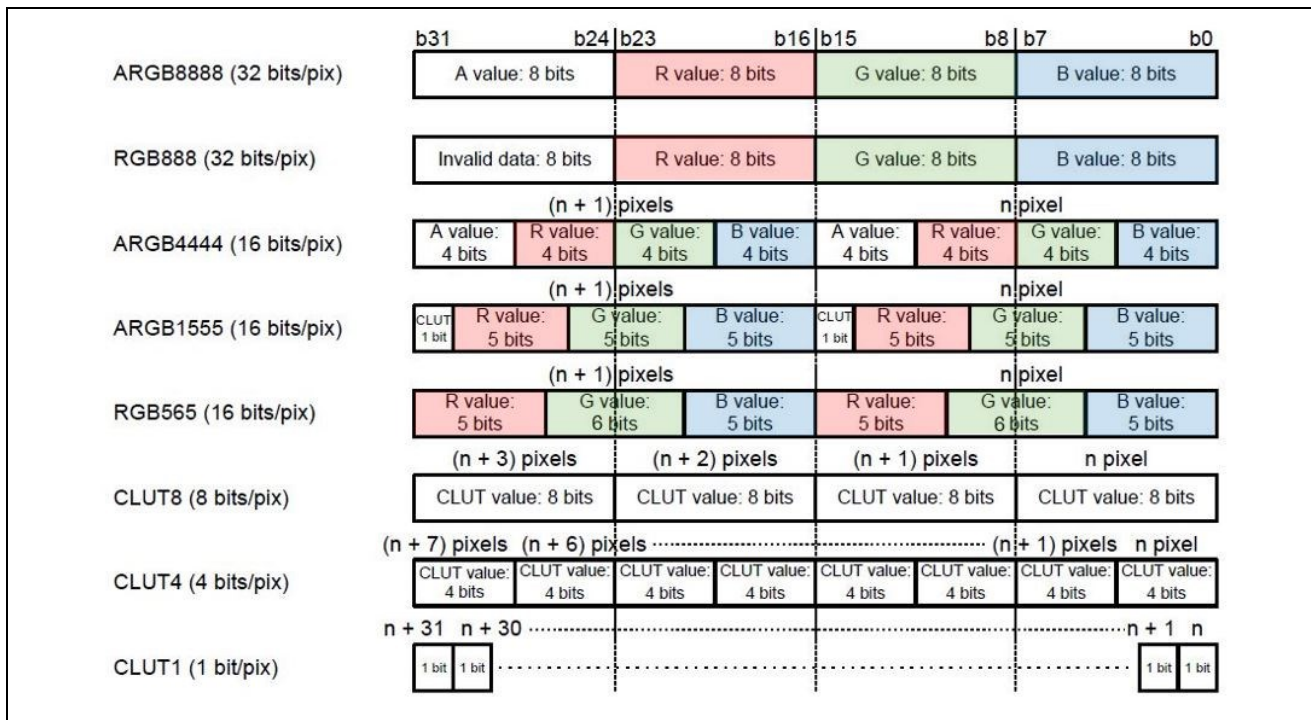 b31 b24 b23 b16 b15 b8 b7 b0
ARGB8888 (32 bits/pix) A value: 8 bits R value: 8 bits G value: 8 bits B value: 8 bits
RGB888 (32 bits/pix) Invalid data: 8 bits R value: 8 bits G value: 8 bits B value: 8 bits
(n + 1) pixels n pixel
ARGB4444 (16 bits/pix) A value: 4 bits R value: 4 bits G value: 4 bits B value: 4 bits A value: 4 bits R value: 4 bits G value: 4 bits B value: 4 bits
(n + 1) pixels n pixel
ARGB1555 (16 bits/pix) CLUT 1 bit R value: 5 bits G value: 5 bits B value: 5 bits CLUT 1 bit R value: 5 bits G value: 5 bits B value: 5 bits
(n + 1) pixels n pixel
RGB565 (16 bits/pix) R value: 5 bits G value: 6 bits B value: 5 bits R value: 5 bits G value: 6 bits B value: 5 bits
(n + 3) pixels (n + 2) pixels (n + 1) pixels n pixel
CLUT8 (8 bits/pix) CLUT value: 8 bits CLUT value: 8 bits CLUT value: 8 bits CLUT value: 8 bits
(n + 7) pixels (n + 6) pixels (n + 1) pixels n pixel
CLUT4 (4 bits/pix) CLUT value: 4 bits CLUT value: 4 bits CLUT value: 4 bits CLUT value: 4 bits CLUT value: 4 bits CLUT value: 4 bits CLUT value: 4 bits CLUT value: 4 bits
n + 31 n + 30 n + 1 n
CLUT1 (1 bit/pix) 1 bit 1 bit 1 bit 1 bit